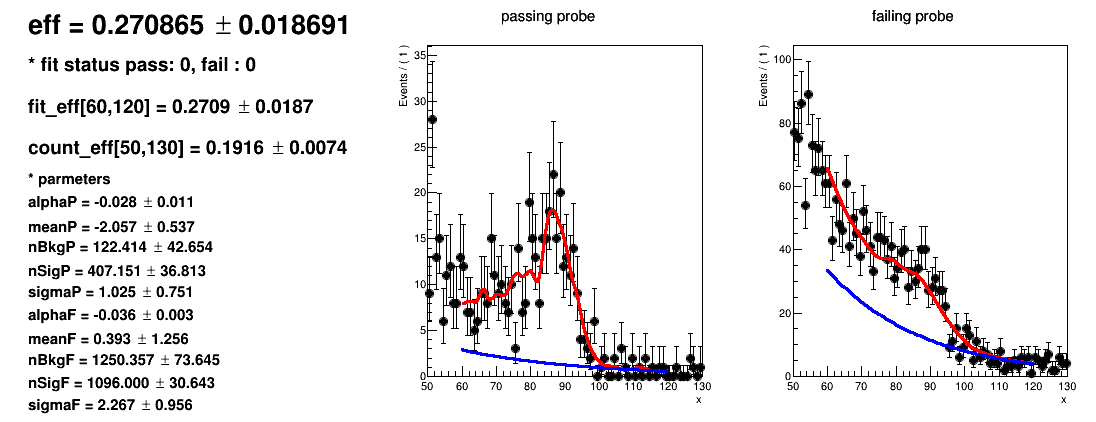 eff = 0.270865 ± 0.018691
* fit status pass: 0, fail : 0
fit_eff[60,120] = 0.2709 ± 0.0187
count_eff[50,130] = 0.1916 ± 0.0074
* parmeters
alphaP = -0.028 ± 0.011
meanP = -2.057 ± 0.537
nBkgP = 122.414 ± 42.654
nSigP = 407.151 ± 36.813
sigmaP = 1.025 ± 0.751
alphaF = -0.036 ± 0.003
meanF = 0.393 ± 1.256
nBkgF = 1250.357 ± 73.645
nSigF = 1096.000 ± 30.643
sigmaF = 2.267 ± 0.956
passing probe
Events / ( 1 )
35
30
25
20
15
10
5
0
50 60 70 80 90 100 110 120 130
x
failing probe
Events / ( 1 )
100
80
60
40
20
0
50 60 70 80 90 100 110 120 130
x